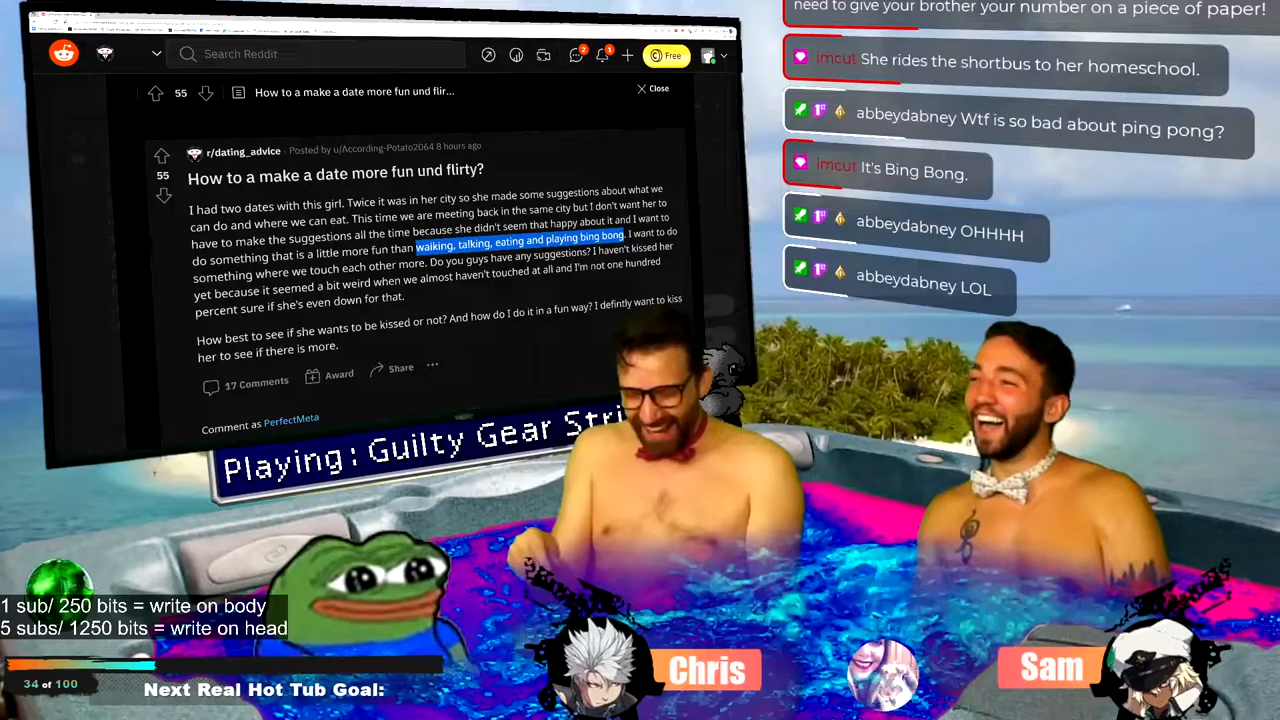 Search Reddit
2
1
Free
55
How to a make a date more fun und flir...
Close
r/dating_advice · Posted by u/According-Potato2064 8 hours ago
55
How to a make a date more fun und flirty?
I had two dates with this girl. Twice it was in her city so she made some suggestions about what we
can do and where we can eat. This time we are meeting back in the same city but I don't want her to
have to make the suggestions all the time because she didn't seem that happy about it and I want to
do something that is a little more fun than waiking, talking, eating and playing bing bong. I want to do
something where we touch each other more. Do you guys have any suggestions? I haven't kissed her
yet because it seemed a bit weird when we almost haven't touched at all and I'm not one hundred
percent sure if she's even down for that.
How best to see if she wants to be kissed or not? And how do I do it in a fun way? I defintly want to kiss
her to see if there is more.
17 Comments
Award
Share
Comment as PerfectMeta
Playing: Guilty Gear Stri
need to give your brother your number on a piece of paper!
imcut She rides the shortbus to her homeschool.
abbeydabney Wtf is so bad about ping pong?
imcut It's Bing Bong.
abbeydabney OHHHH
abbeydabney LOL
1 sub/ 250 bits = write on body
5 subs/ 1250 bits = write on head
34 of 100
Next Real Hot Tub Goal:
Chris
Sam